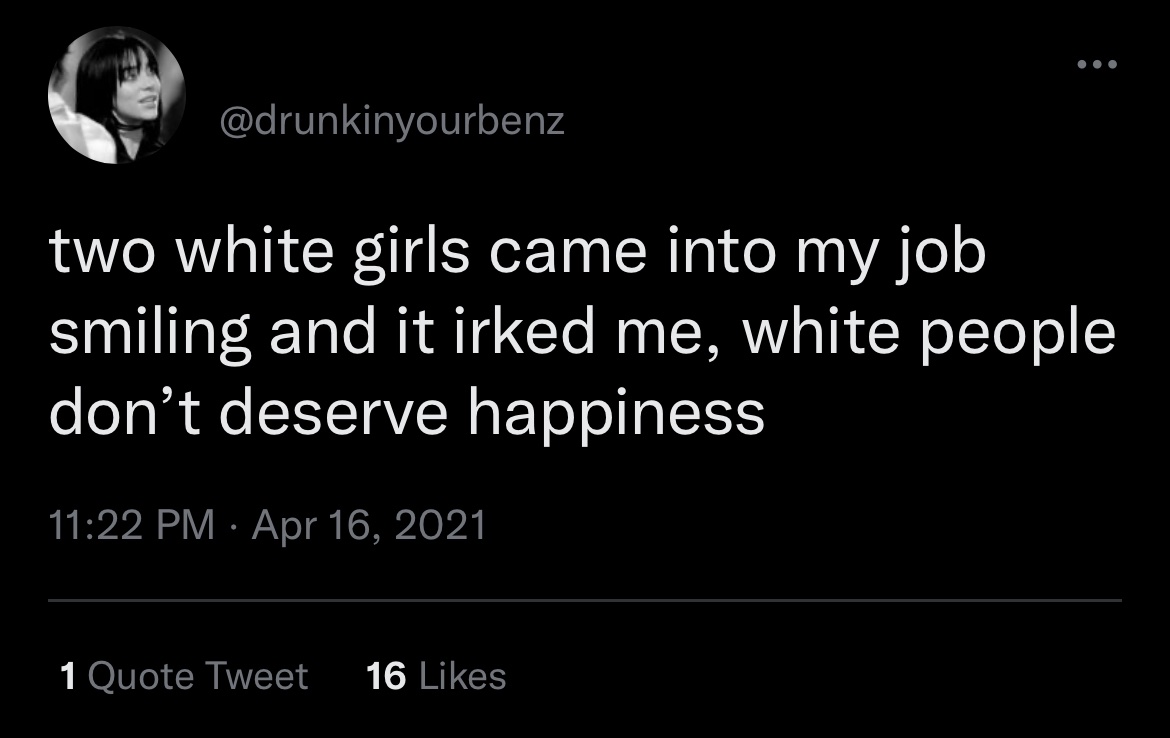 @drunkinyourbenz
two white girls came into my job
smiling and it irked me, white people
don’t deserve happiness
11:22 PM · Apr 16, 2021
1 Quote Tweet 16 Likes